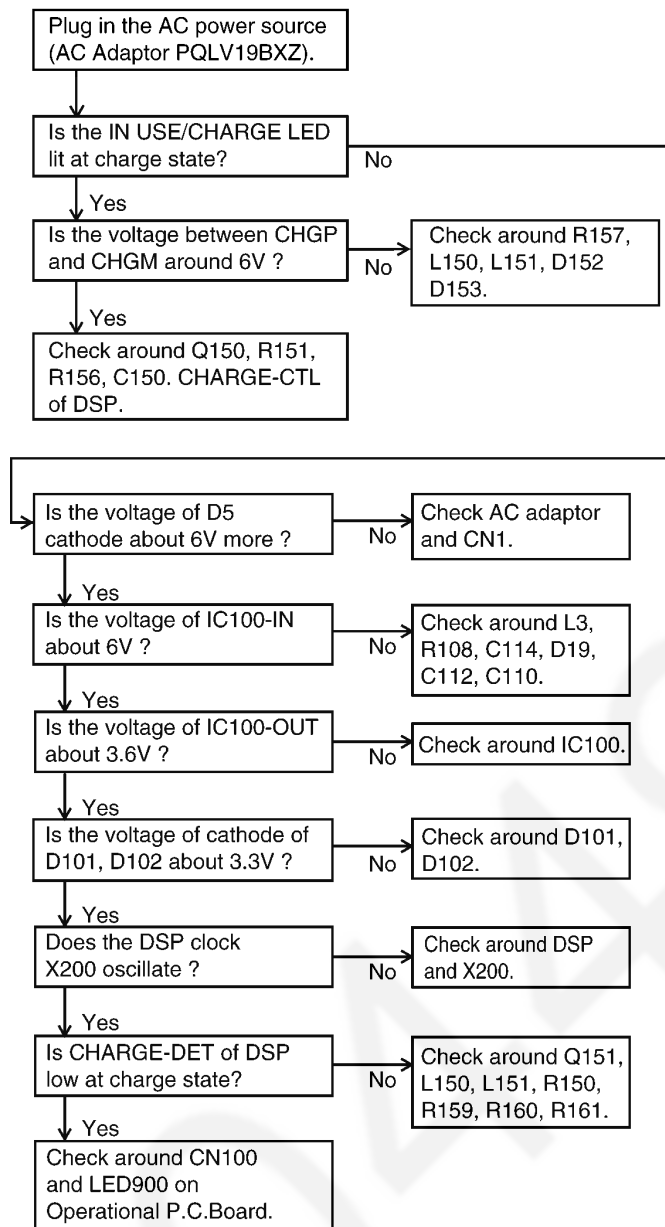 Plug in the AC power source
(AC Adaptor PQLV19BXZ).
Is the IN USE/CHARGE LED
lit at charge state?
No
Yes
Is the voltage between CHGP
and CHGM around 6V ?
No
Check around R157,
L150, L151, D152
D153.
Yes
Check around Q150, R151,
R156, C150. CHARGE-CTL
of DSP.
Is the voltage of D5
cathode about 6V more ?
No
Check AC adaptor
and CN1.
Yes
Is the voltage of IC100-IN
about 6V ?
No
Check around L3,
R108, C114, D19,
C112, C110.
Yes
Is the voltage of IC100-OUT
about 3.6V ?
No
Check around IC100.
Yes
Is the voltage of cathode of
D101, D102 about 3.3V ?
No
Check around D101,
D102.
Yes
Does the DSP clock
X200 oscillate ?
No
Check around DSP
and X200.
Yes
Is CHARGE-DET of DSP
low at charge state?
No
Check around Q151,
L150, L151, R150,
R159, R160, R161.
Yes
Check around CN100
and LED900 on
Operational P.C.Board.